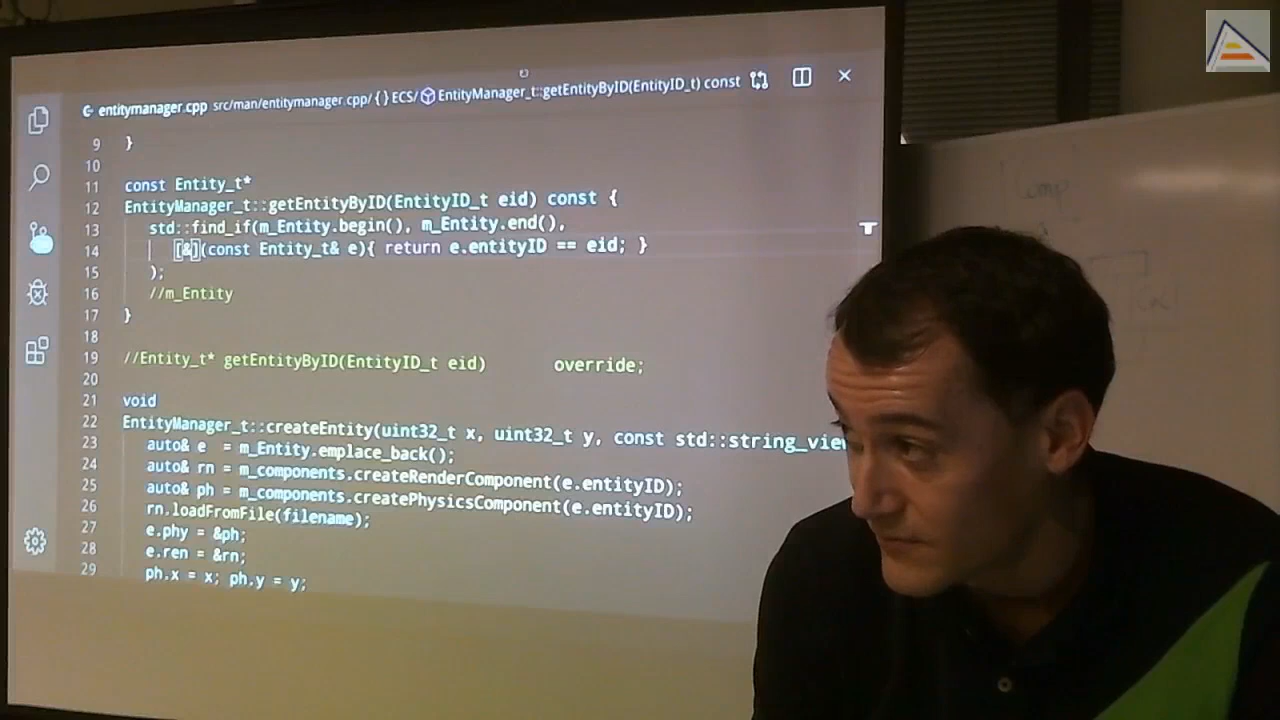 entitymanager.cpp src/man/entitymanager.cpp/ { } ECS/ EntityManager_t::getEntityByID(EntityID_t) const
9 }
10
11 const Entity_t*
12 EntityManager_t::getEntityByID(EntityID_t eid) const {
13 std::find_if(m_Entity.begin(), m_Entity.end(),
14 [&](const Entity_t& e){ return e.entityID == eid; }
15 );
16 //m_Entity
17 }
18
19 //Entity_t* getEntityByID(EntityID_t eid) override;
20
21 void
22 EntityManager_t::createEntity(uint32_t x, uint32_t y, const std::string_vie
23 auto& e = m_Entity.emplace_back();
24 auto& rn = m_components.createRenderComponent(e.entityID);
25 auto& ph = m_components.createPhysicsComponent(e.entityID);
26 rn.loadFromFile(filename);
27 e.phy = &ph;
28 e.ren = &rn;
29 ph.x = x; ph.y = y;